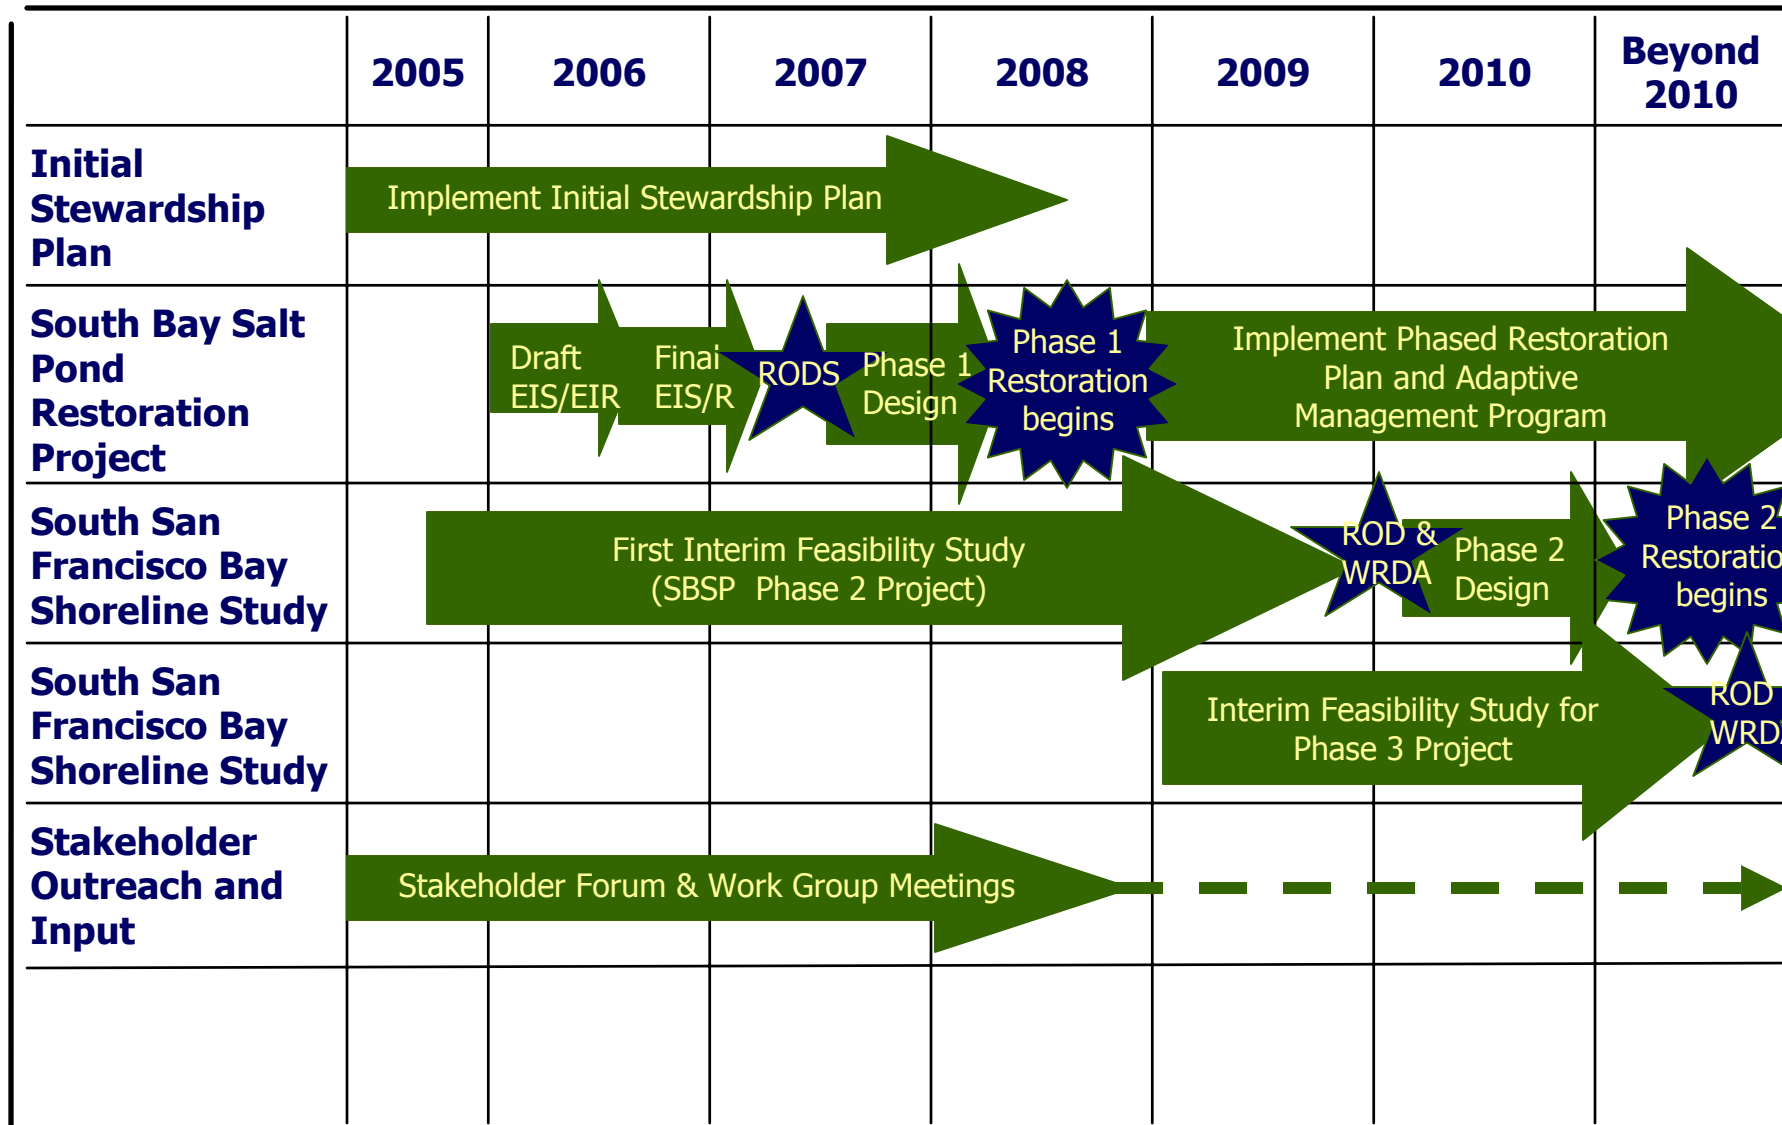 2005
2006
2007
2008
2009
2010
Beyond
2010
Initial
Stewardship
Plan
Implement Initial Stewardship Plan
South Bay Salt
Pond
Restoration
Project
Draft
EIS/EIR
Final
EIS/R
RODS
Phase 1
Design
Phase 1
Restoration
begins
Implement Phased Restoration
Plan and Adaptive
Management Program
South San
Francisco Bay
Shoreline Study
First Interim Feasibility Study
(SBSP Phase 2 Project)
ROD &
WRDA
Phase 2
Design
Phase 2
Restoratio
begins
South San
Francisco Bay
Shoreline Study
Interim Feasibility Study for
Phase 3 Project
ROD
WRDA
Stakeholder
Outreach and
Input
Stakeholder Forum & Work Group Meetings